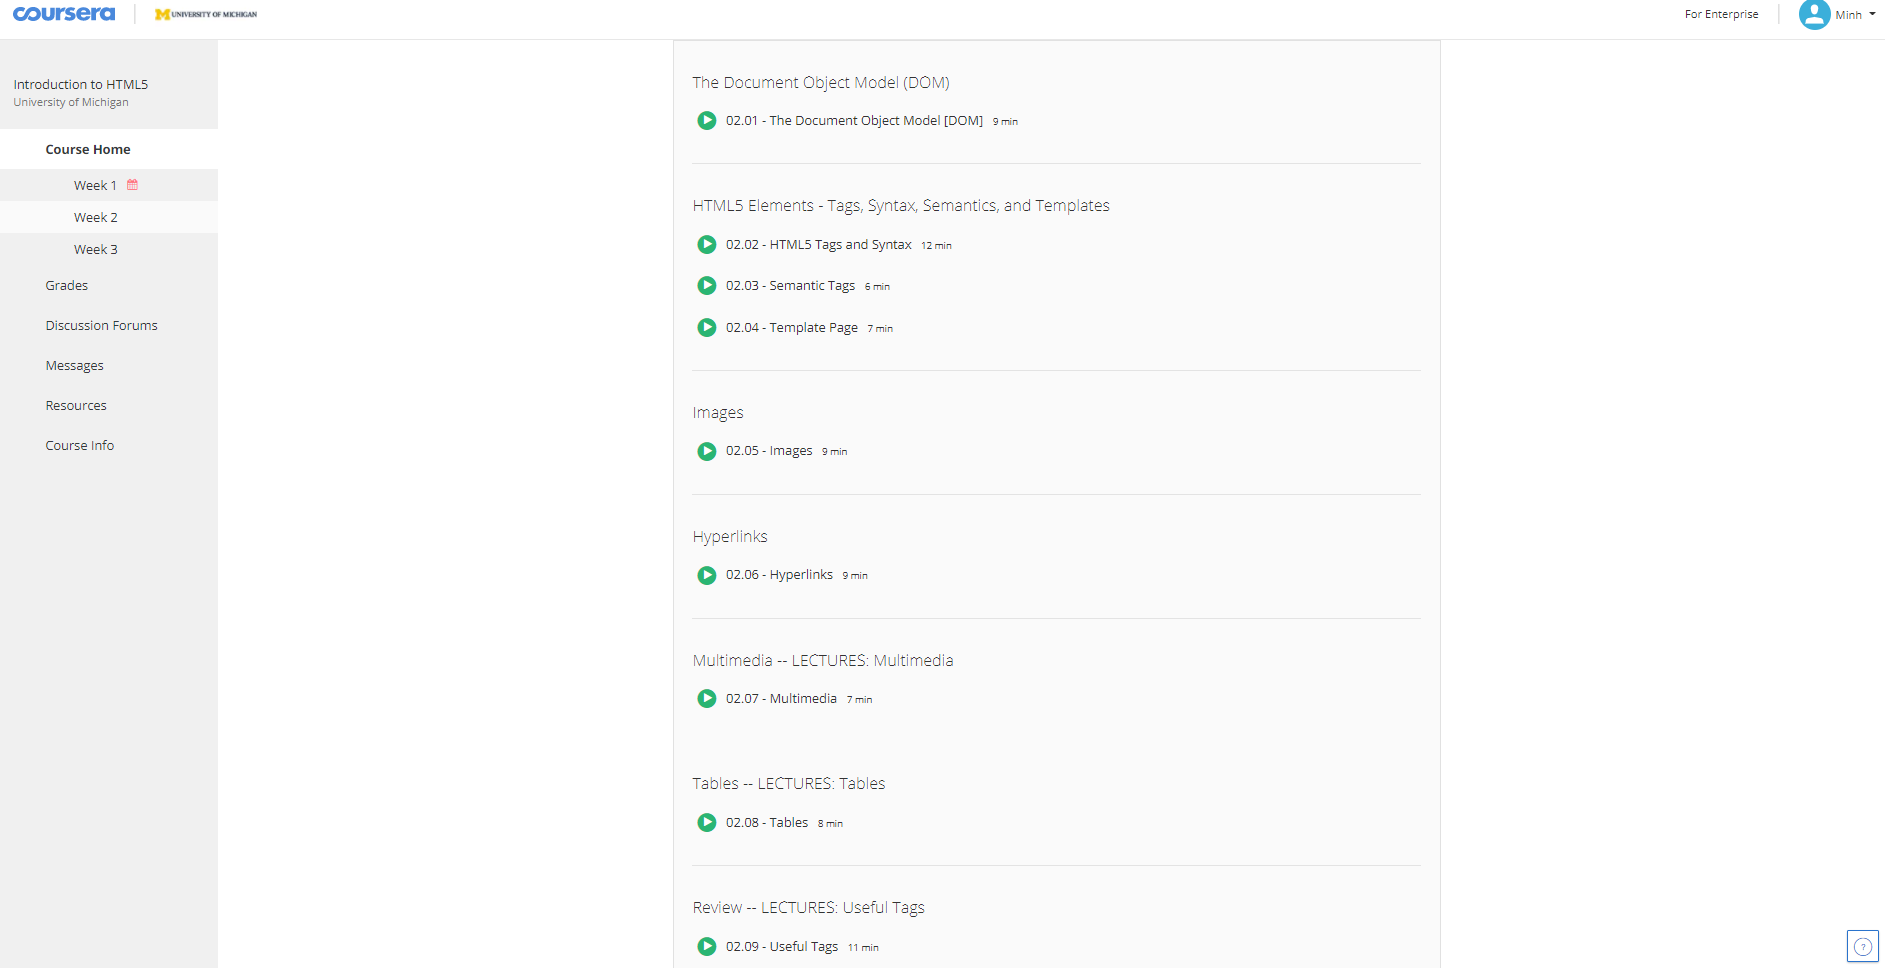 coursera
M UNIVERSITY OF MICHIGAN
For Enterprise
Minh
Introduction to HTML5
University of Michigan
Course Home
Week 1
Week 2
Week 3
Grades
Discussion Forums
Messages
Resources
Course Info
The Document Object Model (DOM)
02.01 - The Document Object Model [DOM] 9 min
HTML5 Elements - Tags, Syntax, Semantics, and Templates
02.02 - HTML5 Tags and Syntax 12 min
02.03 - Semantic Tags 6 min
02.04 - Template Page 7 min
Images
02.05 - Images 9 min
Hyperlinks
02.06 - Hyperlinks 9 min
Multimedia -- LECTURES: Multimedia
02.07 - Multimedia 7 min
Tables -- LECTURES: Tables
02.08 - Tables 8 min
Review -- LECTURES: Useful Tags
02.09 - Useful Tags 11 min
?